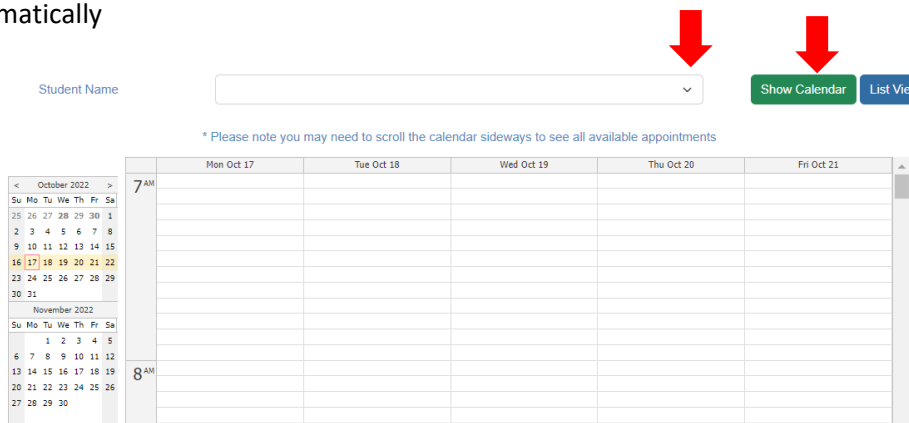 matically
Student Name
Show Calendar
List Vie
* Please note you may need to scroll the calendar sideways to see all available appointments
Mon Oct 17 Tue Oct 18 Wed Oct 19 Thu Oct 20 Fri Oct 21
< October 2022 >
Su Mo Tu We Th Fr Sa
25 26 27 28 29 30 1
2 3 4 5 6 7 8
9 10 11 12 13 14 15
16 17 18 19 20 21 22
23 24 25 26 27 28 29
30 31
November 2022
Su Mo Tu We Th Fr Sa
1 2 3 4 5
6 7 8 9 10 11 12
13 14 15 16 17 18 19
20 21 22 23 24 25 26
27 28 29 30
7 AM
8 AM